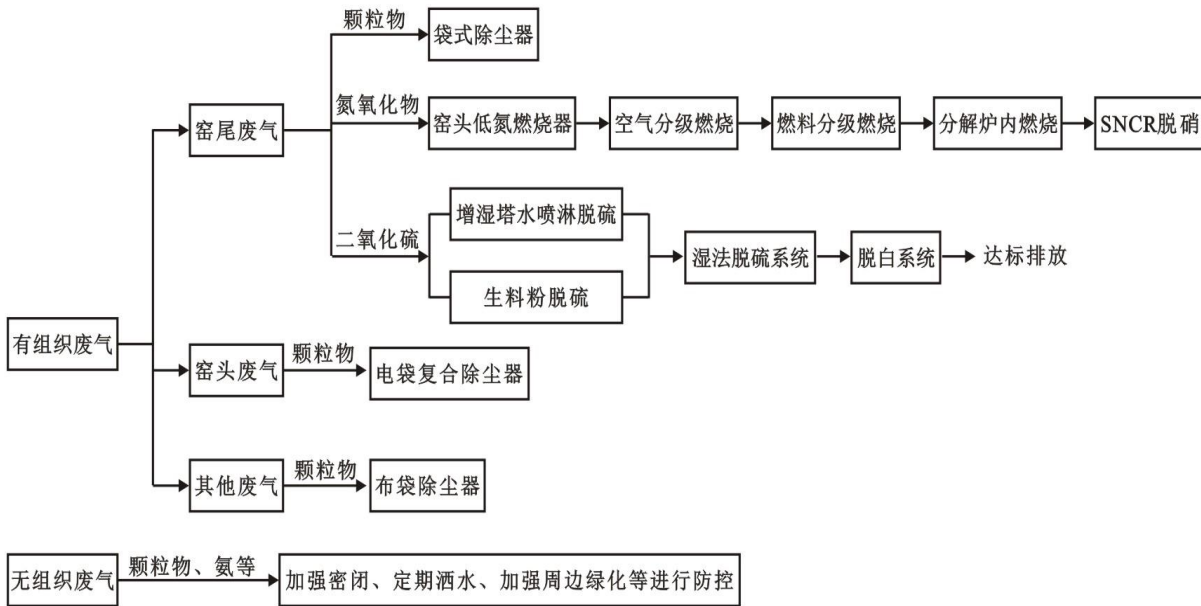 颗粒物
袋式除尘器
窑尾废气
氮氧化物
窑头低氮燃烧器
空气分级燃烧
燃料分级燃烧
分解炉内燃烧
SNCR脱硝
二氧化硫
增湿塔水喷淋脱硫
生料粉脱硫
湿法脱硫系统
脱白系统
达标排放
有组织废气
窑头废气
颗粒物
电袋复合除尘器
其他废气
颗粒物
布袋除尘器
无组织废气
颗粒物、氨等
加强密闭、定期洒水、加强周边绿化等进行防控